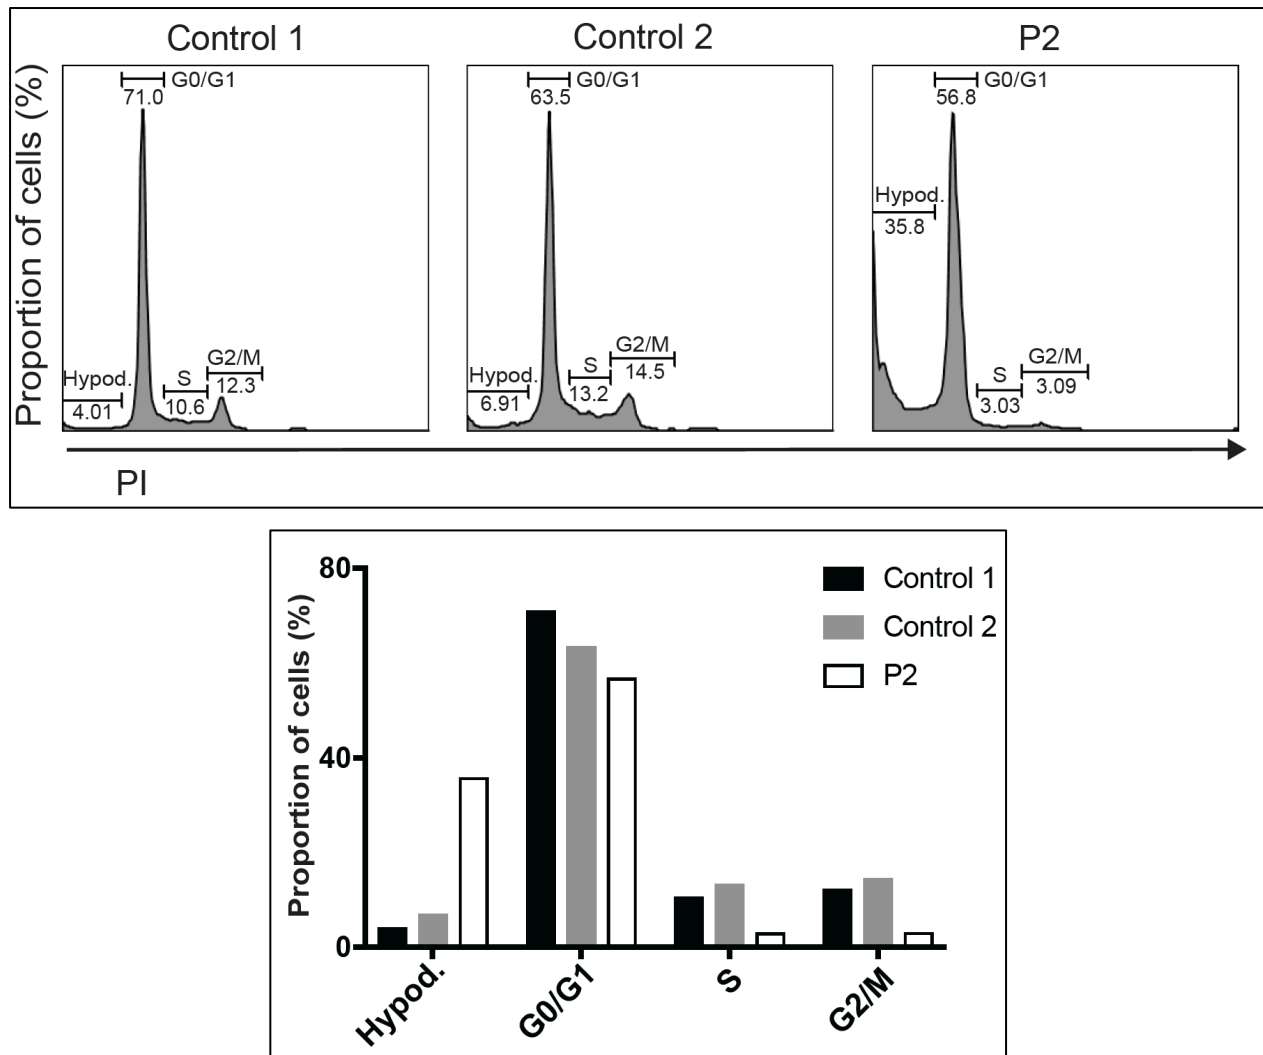 Control 1
Control 2
P2
Proportion of cells (%)
G0/G1
71.0
Hypod.
4.01
S
10.6
G2/M
12.3
G0/G1
63.5
Hypod.
6.91
S
13.2
G2/M
14.5
G0/G1
56.8
Hypod.
35.8
S
3.03
G2/M
3.09
PI
Proportion of cells (%)
80
40
0
Control 1
Control 2
P2
Hypod.
G0/G1
S
G2/M